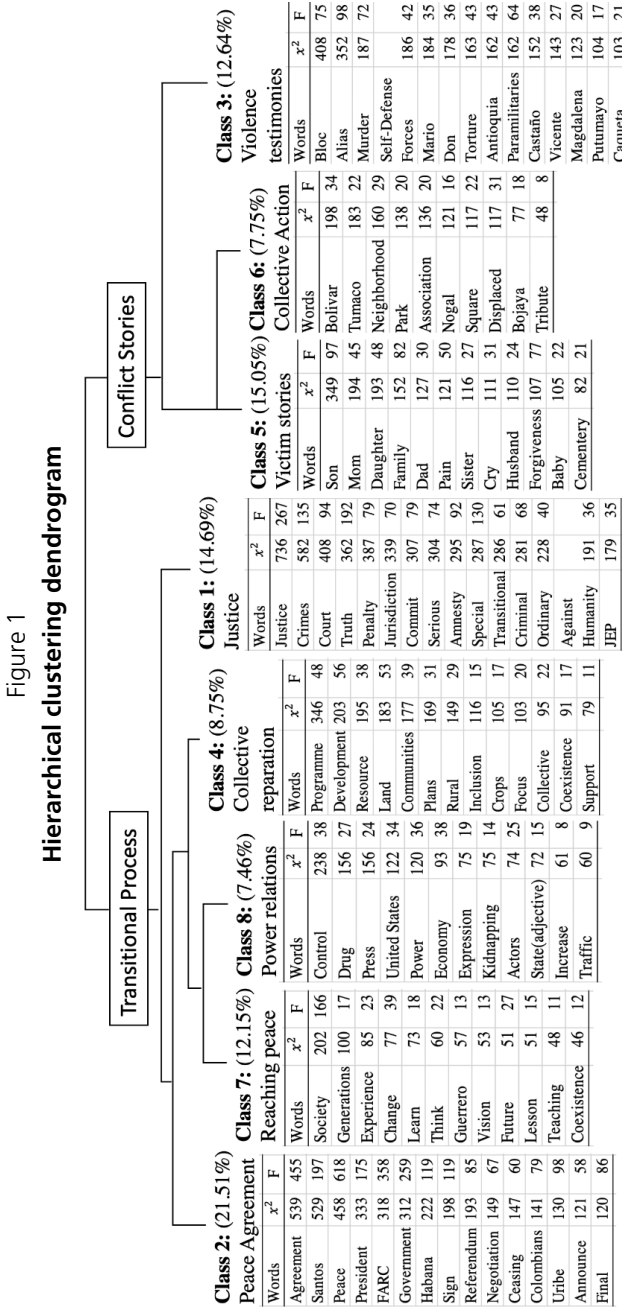 Figure 1
Hierarchical clustering dendrogram
Transitional Process
Conflict Stories
Class 2: (21.51%)
Peace Agreement
Words x² F
Agreement 539 455
Santos 529 197
Peace 458 618
President 333 175
FARC 318 358
Government 312 259
Habana 222 119
Sign 198 119
Referendum 193 85
Negotiation 149 67
Ceasing 147 60
Colombians 141 79
Uribe 130 98
Announce 121 58
Final 120 86
Class 7: (12.15%)
Reaching peace
Words x² F
Society 202 166
Generations 100 17
Experience 85 23
Change 77 39
Learn 73 18
Think 60 22
Guerrero 57 13
Vision 53 13
Future 51 27
Lesson 51 15
Teaching 48 11
Coexistence 46 12
Class 8: (7.46%)
Power relations
Words x² F
Control 238 38
Drug 156 27
Press 156 24
United States 122 34
Power 120 36
Economy 93 38
Expression 75 19
Kidnapping 75 14
Actors 74 25
State(adjective) 72 15
Increase 61 8
Traffic 60 9
Class 4: (8.75%)
Collective
reparation
Words x² F
Programme 346 48
Development 203 56
Resource 195 38
Land 183 53
Communities 177 39
Plans 169 31
Rural 149 29
Inclusion 116 15
Crops 105 17
Focus 103 20
Collective 95 22
Coexistence 91 17
Support 79 11
Class 1: (14.69%)
Justice
Words x² F
Justice 736 267
Crimes 582 135
Court 408 94
Truth 362 192
Penalty 387 79
Jurisdiction 339 70
Commit 307 79
Serious 304 74
Amnesty 295 92
Special 287 130
Transitional 286 61
Criminal 281 68
Ordinary 228 40
Against
Humanity 191 36
JEP 179 35
Class 5: (15.05%)
Victim stories
Words x² F
Son 349 97
Mom 194 45
Daughter 193 48
Family 152 82
Dad 127 30
Pain 121 50
Sister 116 27
Cry 111 31
Husband 110 24
Forgiveness 107 77
Baby 105 22
Cementery 82 21
Class 6: (7.75%)
Collective Action
Words x² F
Bolivar 198 34
Tumaco 183 22
Neighborhood 160 29
Park 138 20
Association 136 20
Nogal 121 16
Square 117 22
Displaced 117 31
Bojaya 77 18
Tribute 48 8
Class 3: (12.64%)
Violence
testimonies
Words x² F
Bloc 408 75
Alias 352 98
Murder 187 72
Self-Defense
Forces 186 42
Mario 184 35
Don 178 36
Torture 163 43
Antioquia 162 43
Paramilitaries 162 64
Castaño 152 38
Vicente 143 27
Magdalena 123 20
Putumayo 104 17
Caqueta 103 21